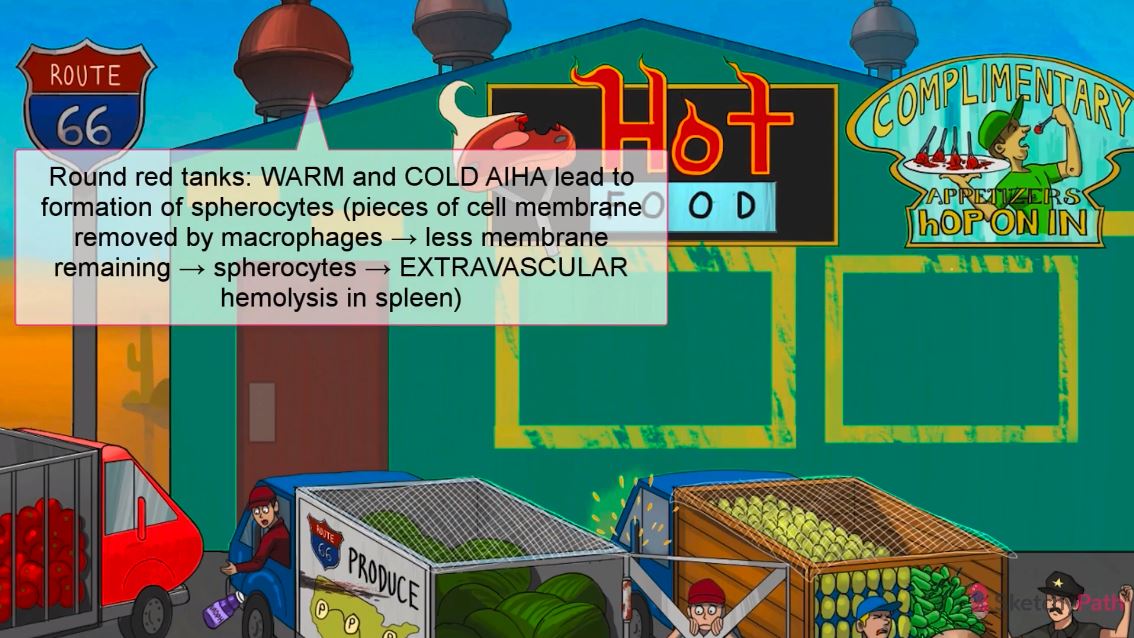 ROUTE
66
COMPLIMENTARY
Hot
FOOD
APPETIZERS
hOP ON IN
Round red tanks: WARM and COLD AIHA lead to
formation of spherocytes (pieces of cell membrane
removed by macrophages → less membrane
remaining → spherocytes → EXTRAVASCULAR
hemolysis in spleen)
ROUTE
66
PRODUCE
P
P
P
SketchyPath